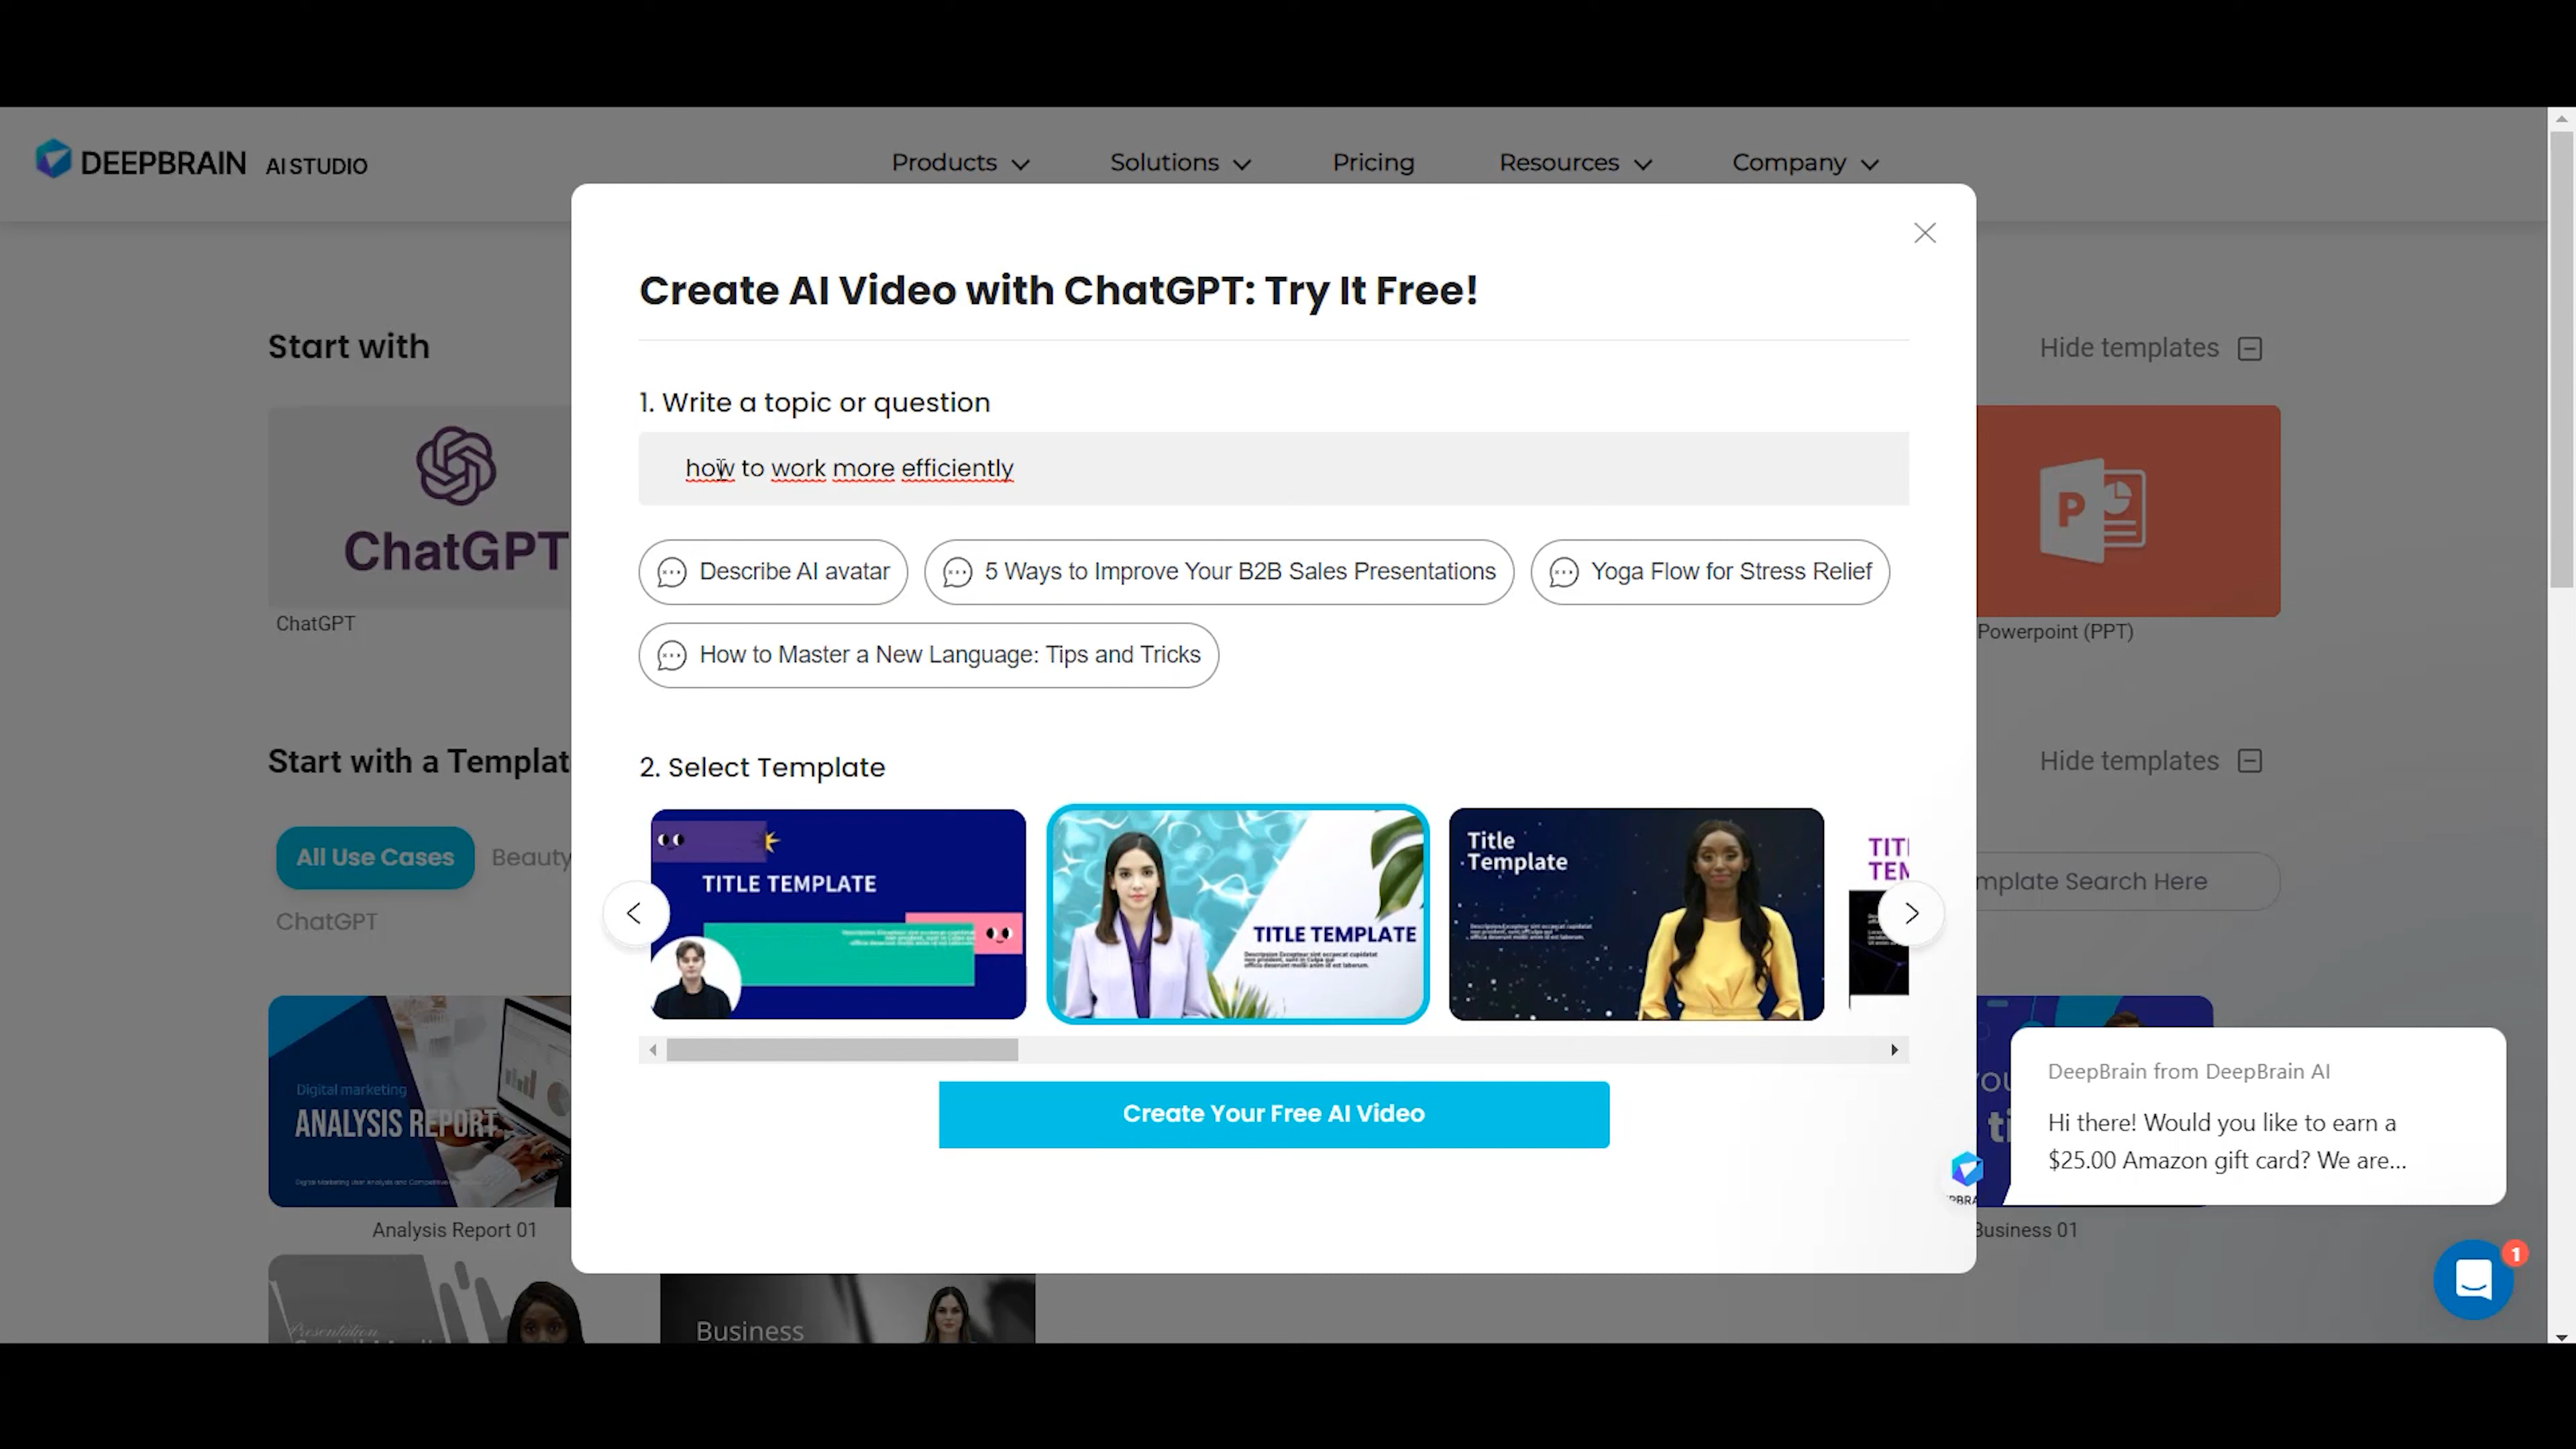 DEEPBRAIN AI STUDIO
Products
Solutions
Pricing
Resources
Company
Create AI Video with ChatGPT: Try It Free!
Start with
Hide templates
1. Write a topic or question
how to work more efficiently
ChatGPT
ChatGPT
P
Powerpoint (PPT)
Describe AI avatar
5 Ways to Improve Your B2B Sales Presentations
Yoga Flow for Stress Relief
How to Master a New Language: Tips and Tricks
Start with a Templat
Hide templates
2. Select Template
All Use Cases
Beauty
mplate Search Here
ChatGPT
TITLE TEMPLATE
TITLE TEMPLATE
Title
Template
TITL
TEM
Create Your Free AI Video
Digital marketing
ANALYSIS REPORT
Analysis Report 01
DeepBrain from DeepBrain AI
Hi there! Would you like to earn a
$25.00 Amazon gift card? We are...
Business 01
1
Presentation
Business